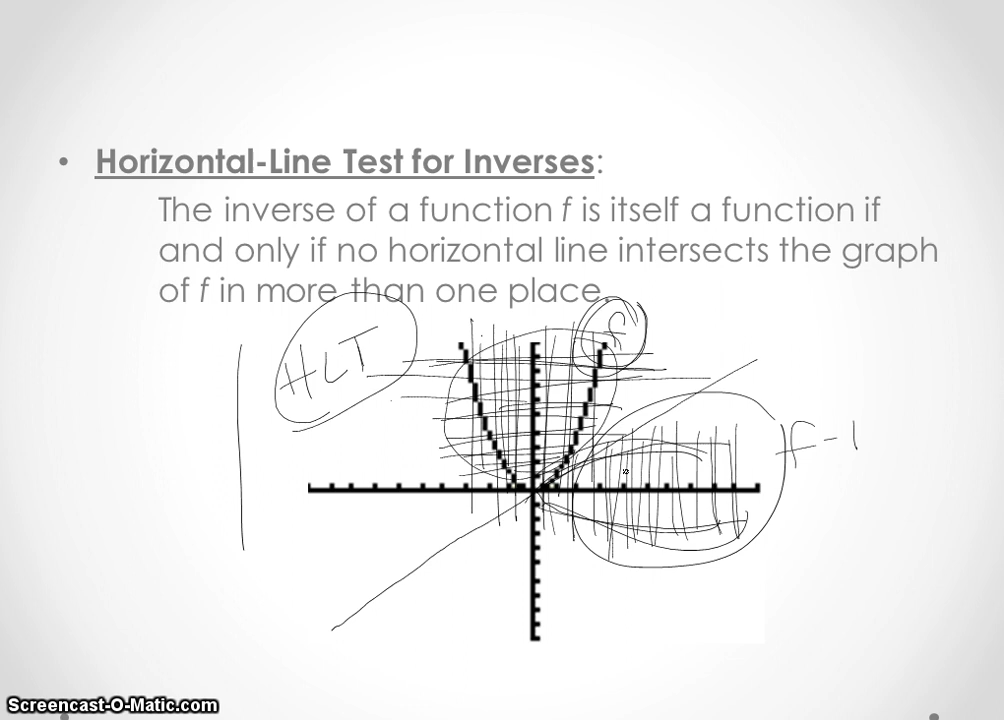 • Horizontal-Line Test for Inverses:
The inverse of a function f is itself a function if
and only if no horizontal line intersects the graph
of f in more than one place.
HLT
f
f-1
Screencast-O-Matic.com